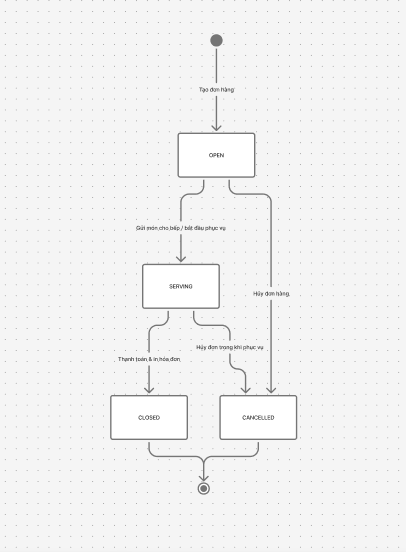 Tạo đơn hàng
OPEN
Gửi món cho bếp / bắt đầu phục vụ
SERVING
Hủy đơn hàng
Hủy đơn trong khi phục vụ
Thanh toán & in hóa đơn
CLOSED
CANCELLED